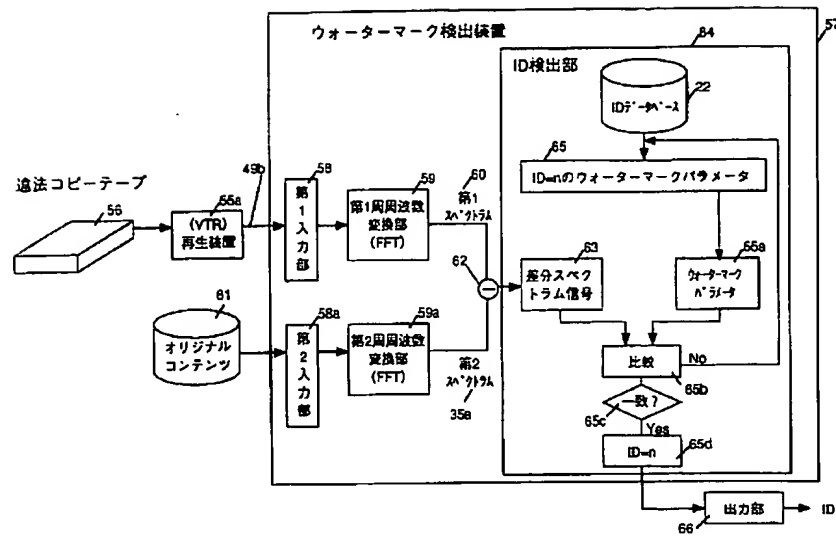 ウォーターマーク検出装置
57
64
ID検出部
IDデータベース
22
65
ID=nのウォーターマークパラメータ
違法コピーテープ
56
55a
(VTR)
再生装置
49b
58
第1入力部
59
第1周周波数
変換部
(FFT)
60
第1
スペクトラム
62
63
差分スペク
トラム信号
65a
ウォーターマーク
パラメータ
61
オリジナル
コンテンツ
58a
第2入力部
59a
第2周周波数
変換部
(FFT)
第2
スペクトラム
35a
比較
No
65b
一致?
65c
Yes
ID=n
65d
出力部
66
ID